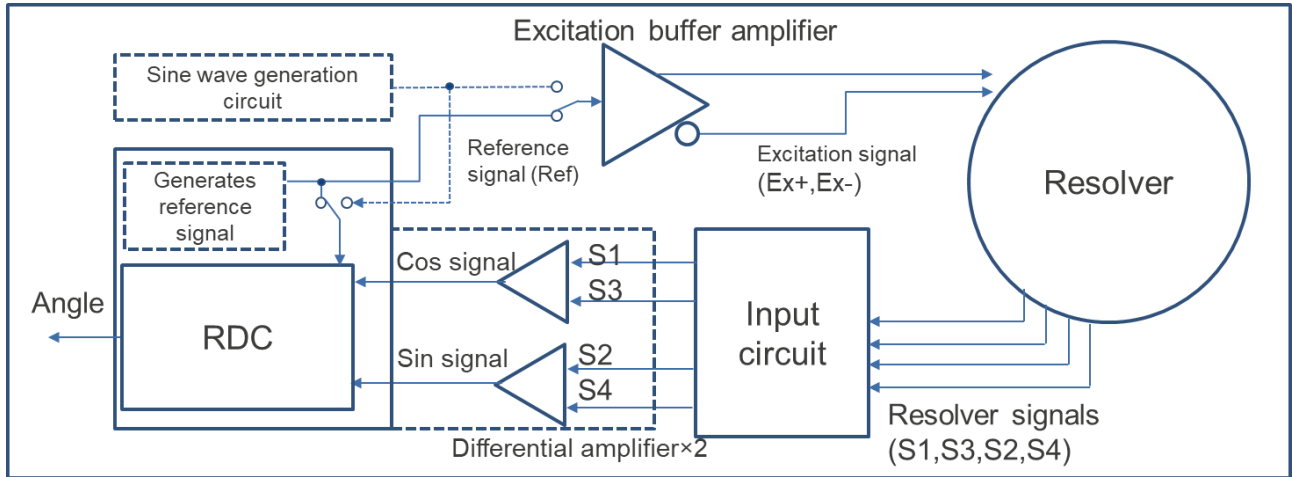 Excitation buffer amplifier
Sine wave generation
circuit
Reference
signal (Ref)
Excitation signal
(Ex+,Ex-)
Resolver
Generates
reference
signal
Cos signal
S1
S3
Angle
RDC
Input
circuit
Sin signal
S2
S4
Differential amplifier×2
Resolver signals
(S1,S3,S2,S4)